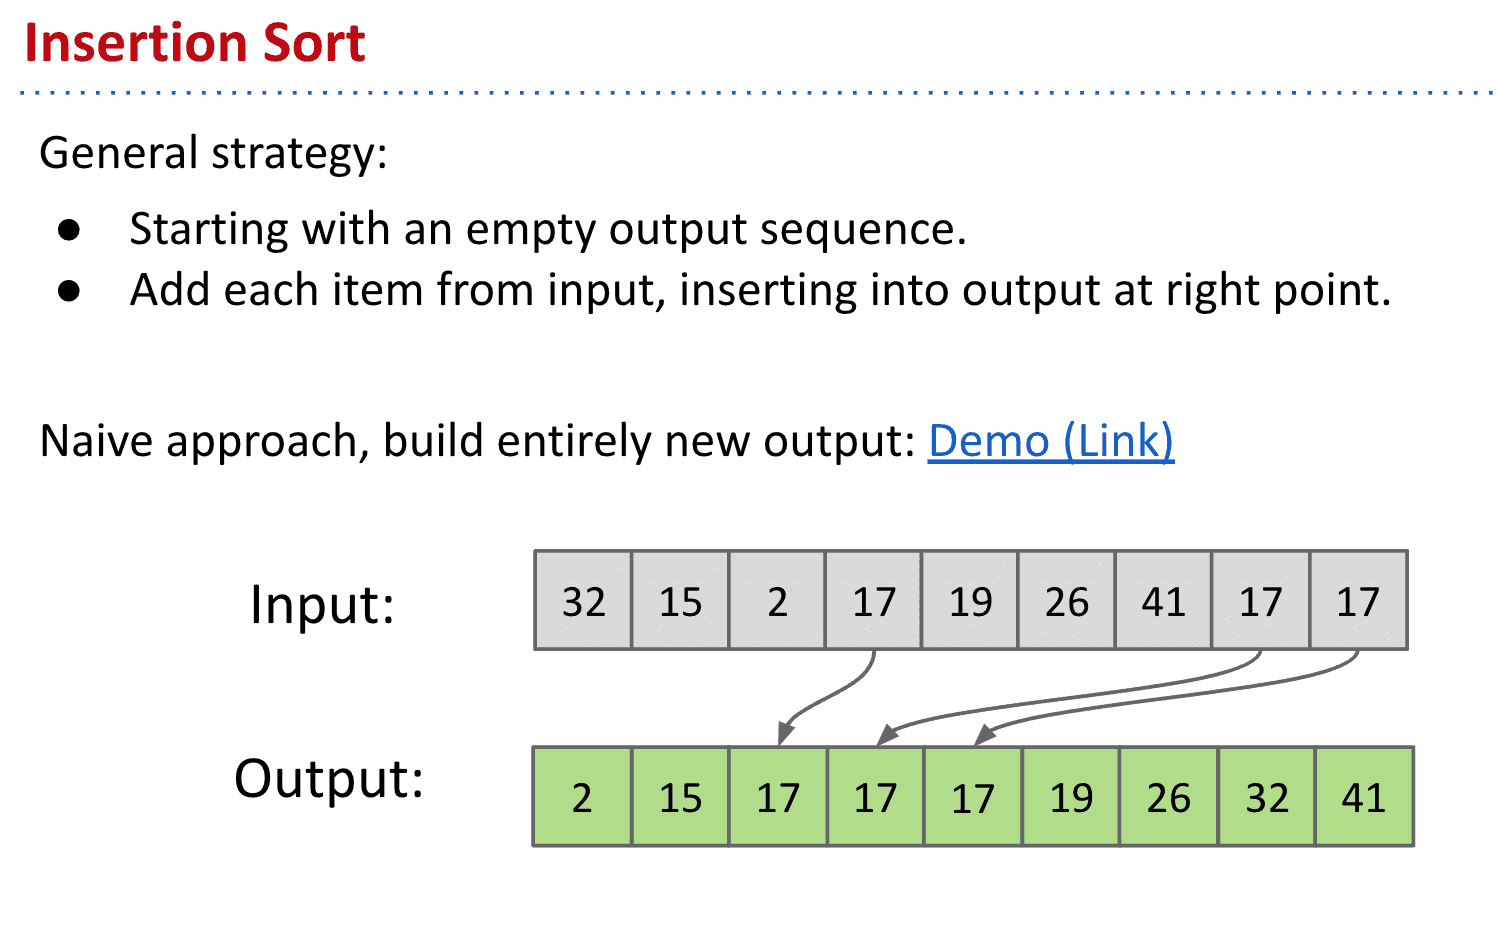 Insertion Sort
General strategy:
● Starting with an empty output sequence.
● Add each item from input, inserting into output at right point.
Naive approach, build entirely new output: Demo (Link)
Input: 32 15 2 17 19 26 41 17 17
Output: 2 15 17 17 17 19 26 32 41